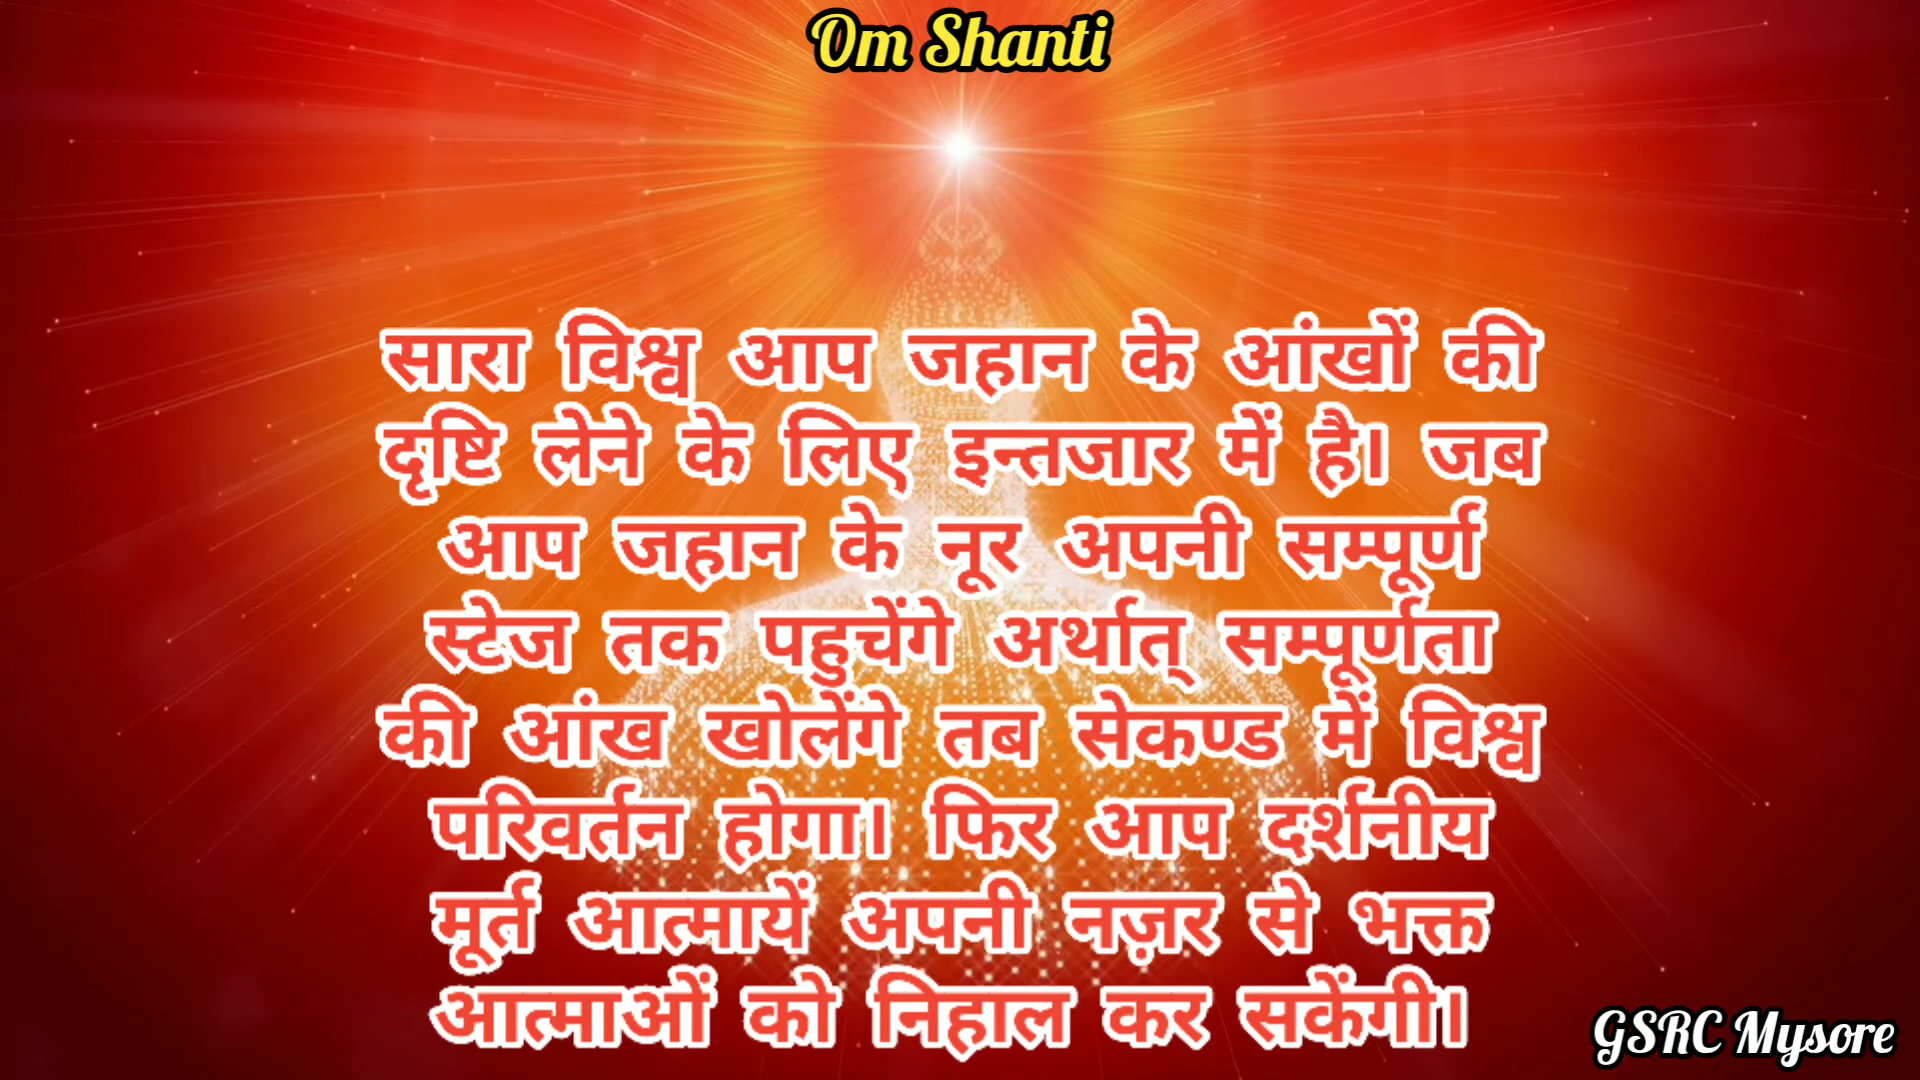 Om Shanti
सारा विश्व आप जहान के आंखों की
दृष्टि लेने के लिए इन्तजार में है। जब
आप जहान के नूर अपनी सम्पूर्ण
स्टेज तक पहुचेंगे अर्थात् सम्पूर्णता
की आंख खोलेंगे तब सेकण्ड में विश्व
परिवर्तन होगा। फिर आप दर्शनीय
मूर्त आत्मायें अपनी नज़र से भक्त
आत्माओं को निहाल कर सकेंगी।
GSRC Mysore